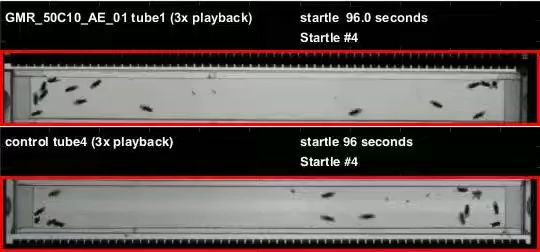 GMR_50C10_AE_01 tube1 (3x playback)
startle  96.0 seconds
Startle #4
control tube4 (3x playback)
startle 96 seconds
Startle #4